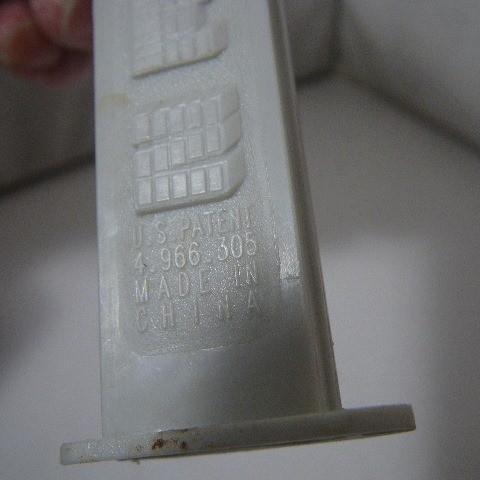 U.S. PATENT
4.966.305
MADE IN
CHINA